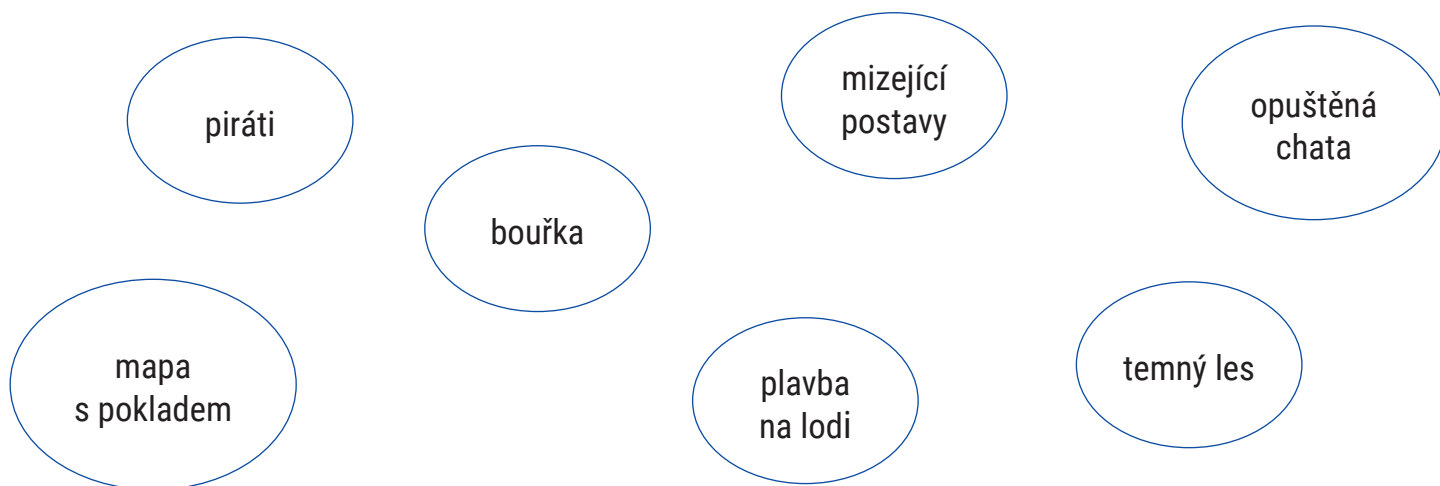 piráti
mizející
postavy
opuštěná
chata
bouřka
mapa
s pokladem
plavba
na lodi
temný les